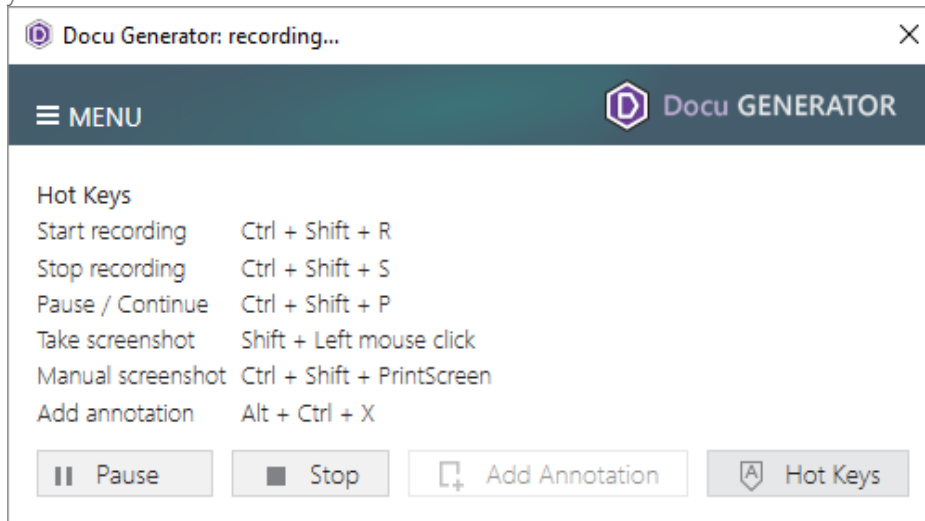 Docu Generator: recording...
MENU
Docu GENERATOR
Hot Keys
Start recording Ctrl + Shift + R
Stop recording Ctrl + Shift + S
Pause / Continue Ctrl + Shift + P
Take screenshot Shift + Left mouse click
Manual screenshot Ctrl + Shift + PrintScreen
Add annotation Alt + Ctrl + X
Pause Stop Add Annotation Hot Keys